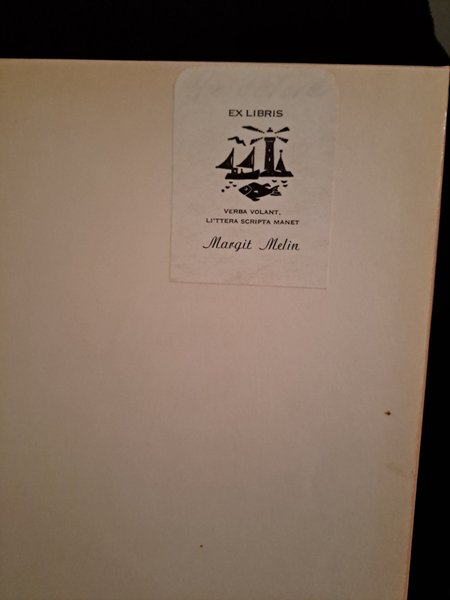 EX LIBRIS
VERBA VOLANT,
LITTERA SCRIPTA MANET
Margit Melin